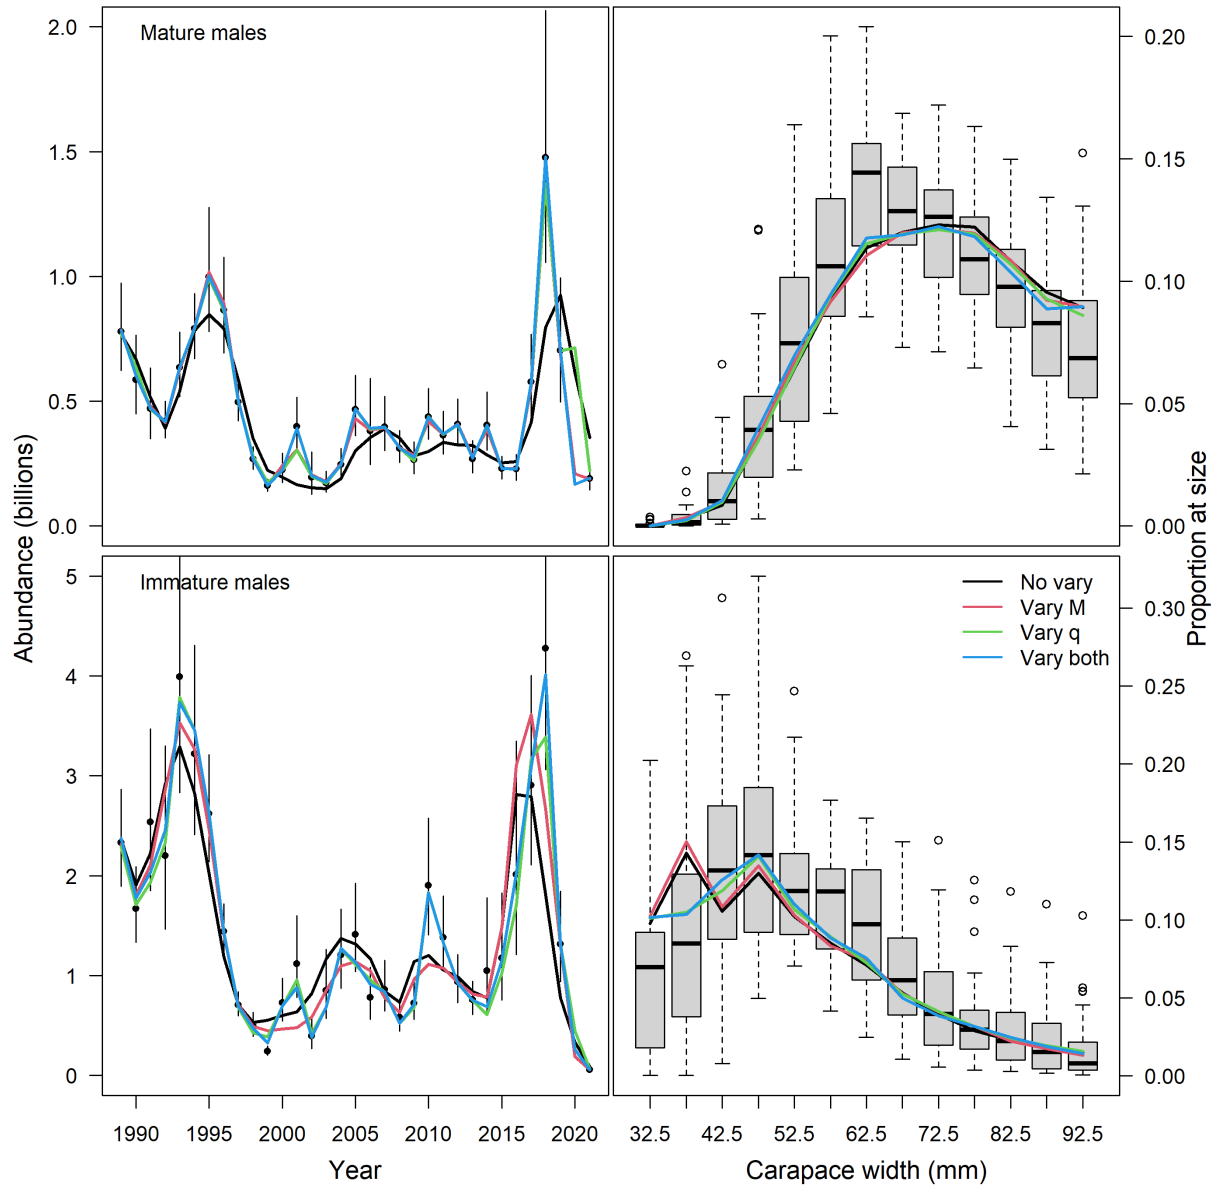 Mature males
2.0
1.5
1.0
0.5
0.0
0.20
0.15
0.10
0.05
0.00
Abundance (billions)
Proportion at size
Immature males
5
4
3
2
1
0
No vary
Vary M
Vary q
Vary both
0.30
0.25
0.20
0.15
0.10
0.05
0.00
1990 1995 2000 2005 2010 2015 2020
32.5 42.5 52.5 62.5 72.5 82.5 92.5
Year
Carapace width (mm)